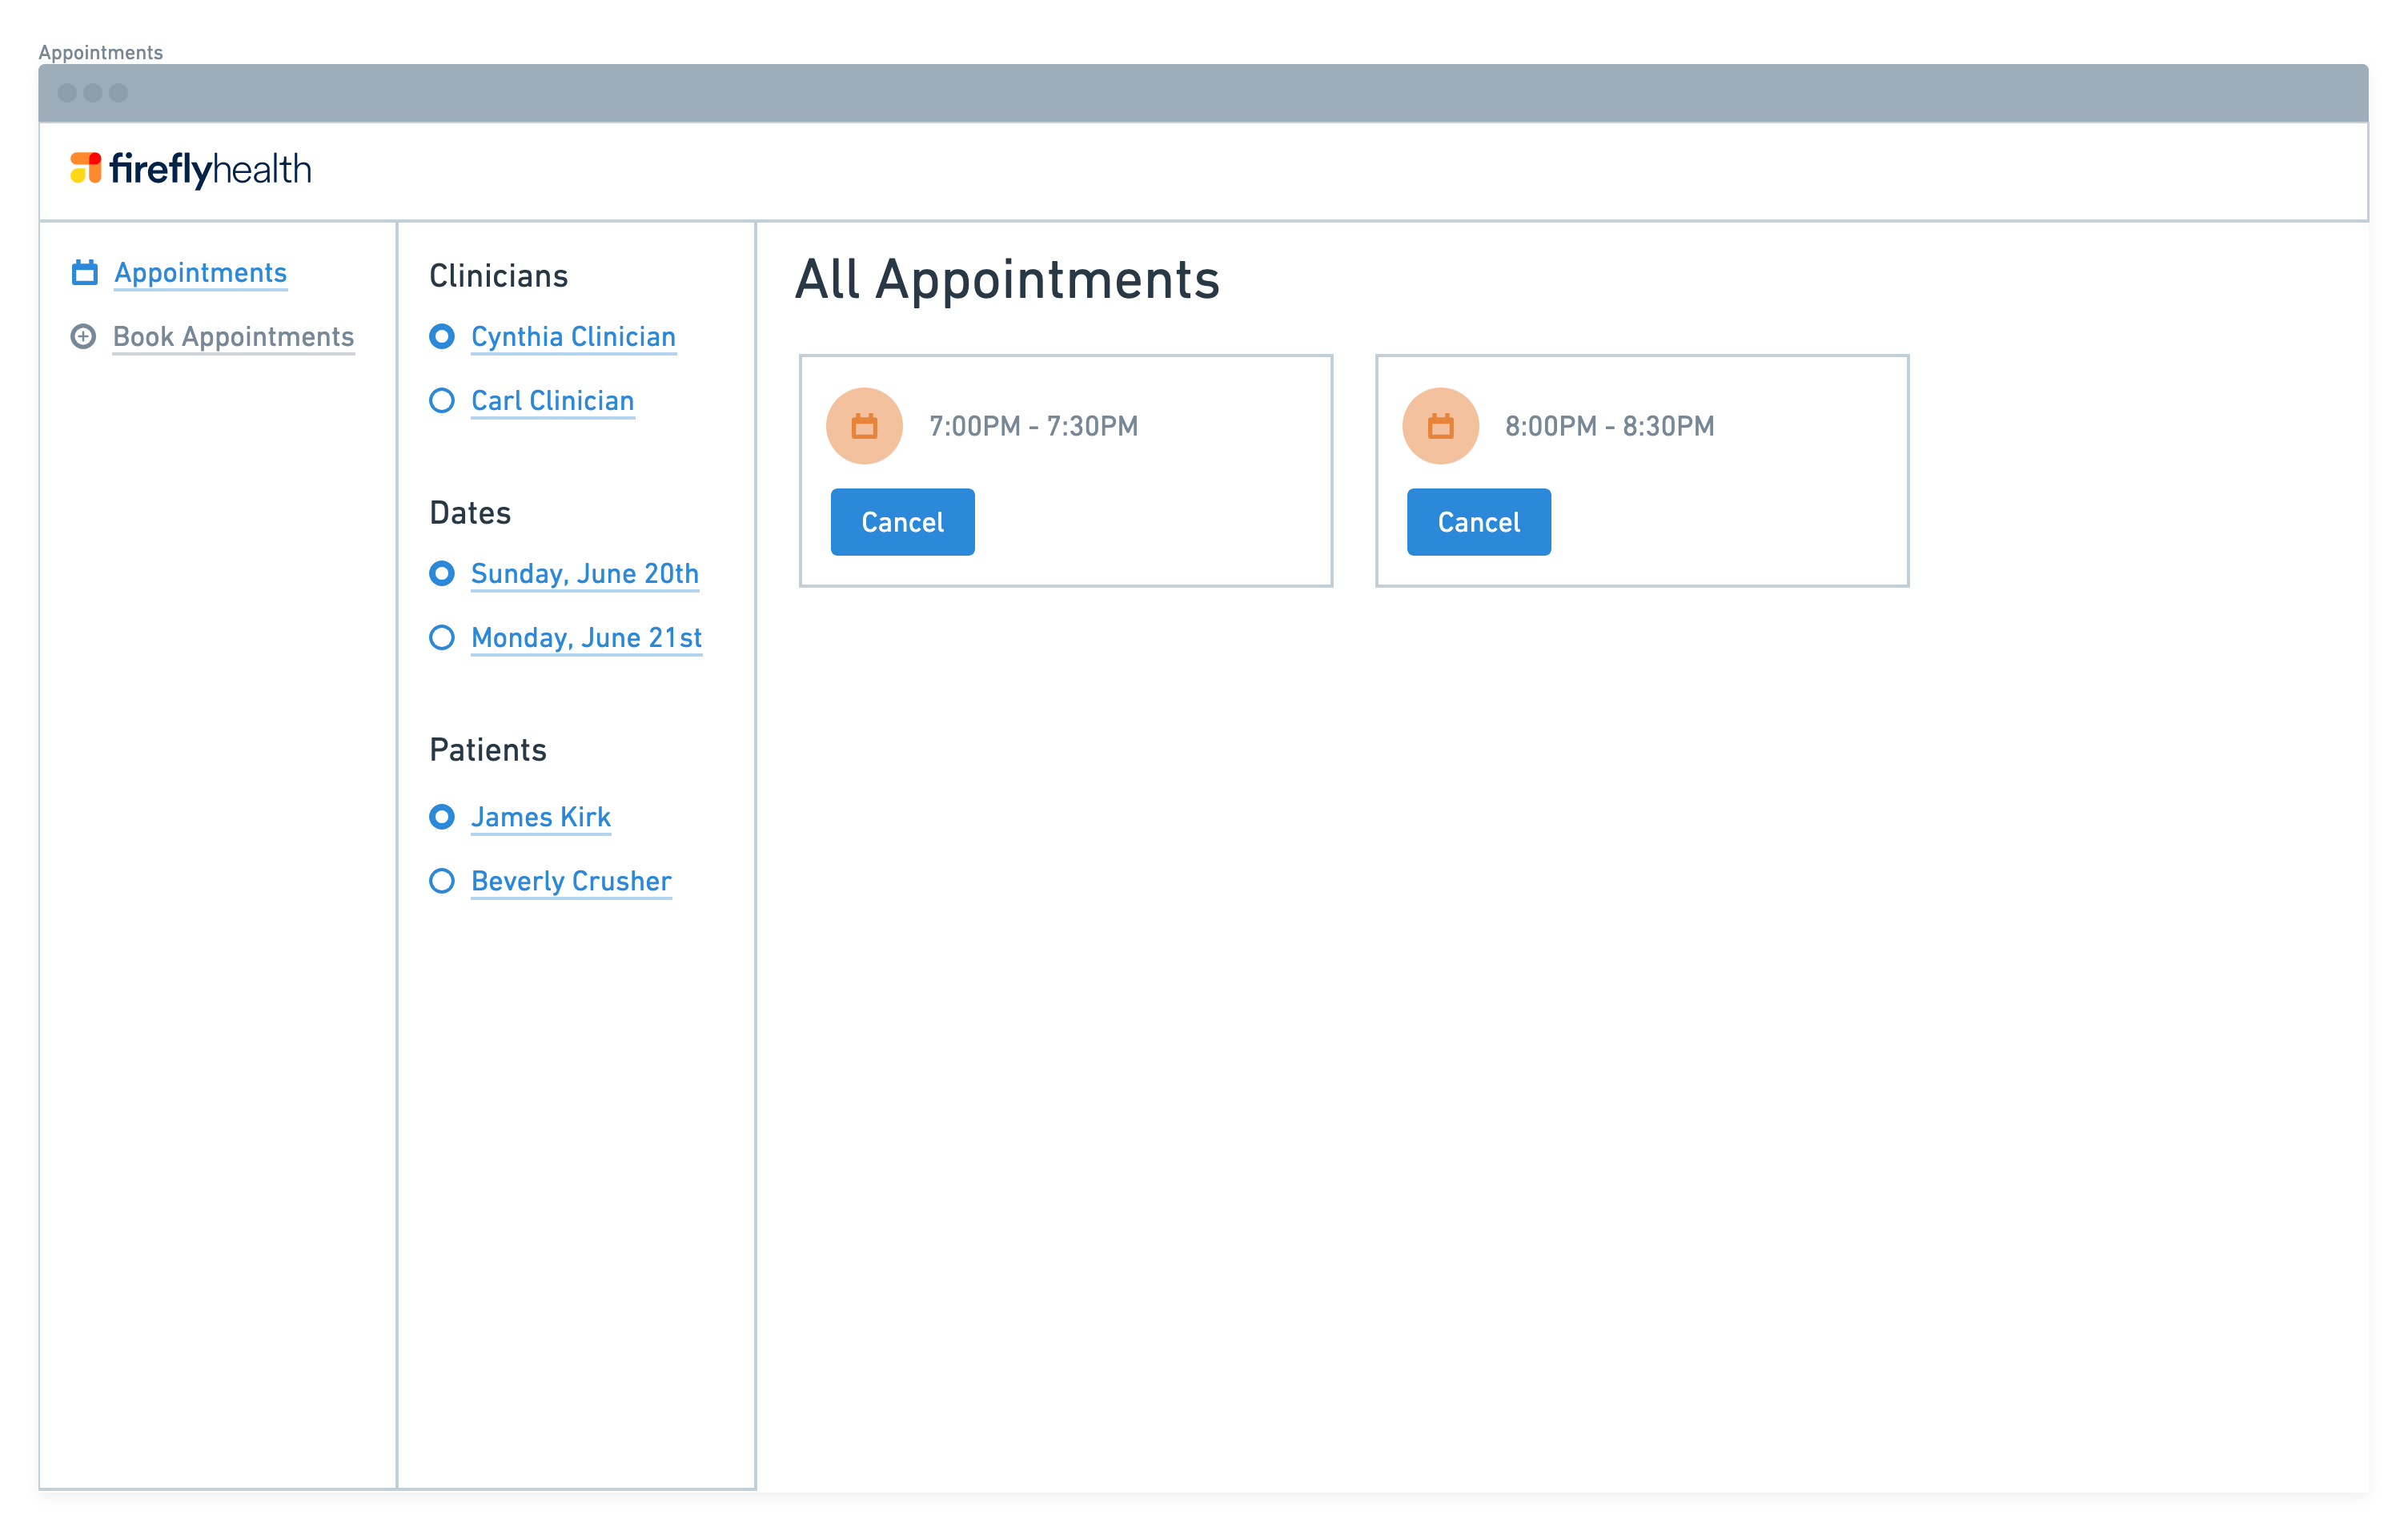 Appointments
fireflyhealth
Appointments
Book Appointments
Clinicians
Cynthia Clinician
Carl Clinician
Dates
Sunday, June 20th
Monday, June 21st
Patients
James Kirk
Beverly Crusher
All Appointments
7:00PM - 7:30PM
Cancel
8:00PM - 8:30PM
Cancel